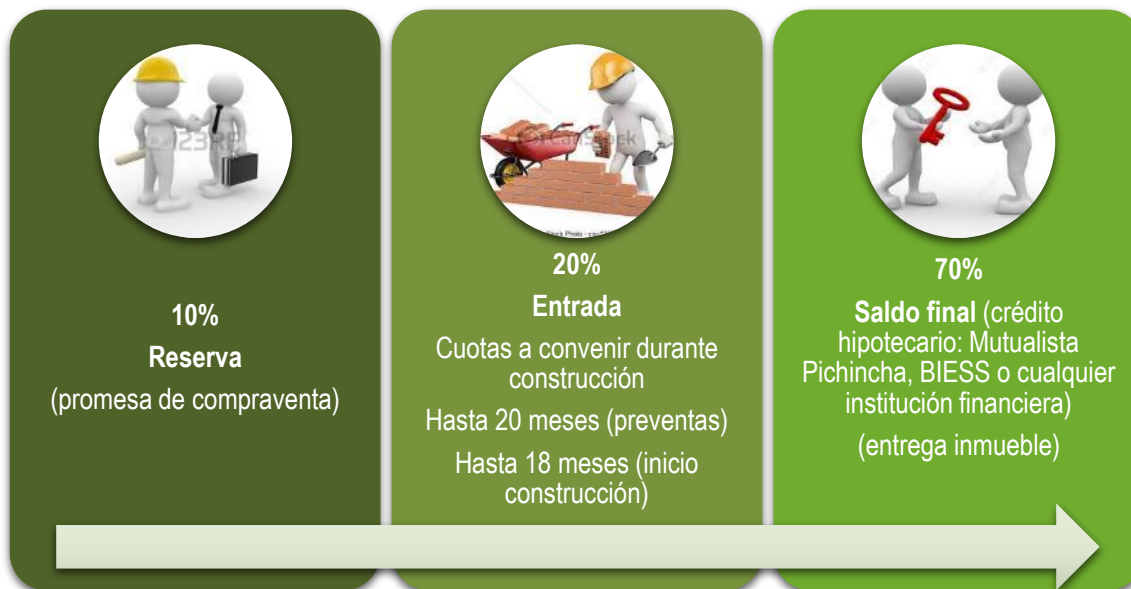 10%
Reserva
(promesa de compraventa)
20%
Entrada
Cuotas a convenir durante
construcción
Hasta 20 meses (preventas)
Hasta 18 meses (inicio
construcción)
70%
Saldo final (crédito
hipotecario: Mutualista
Pichincha, BIESS o cualquier
institución financiera)
(entrega inmueble)